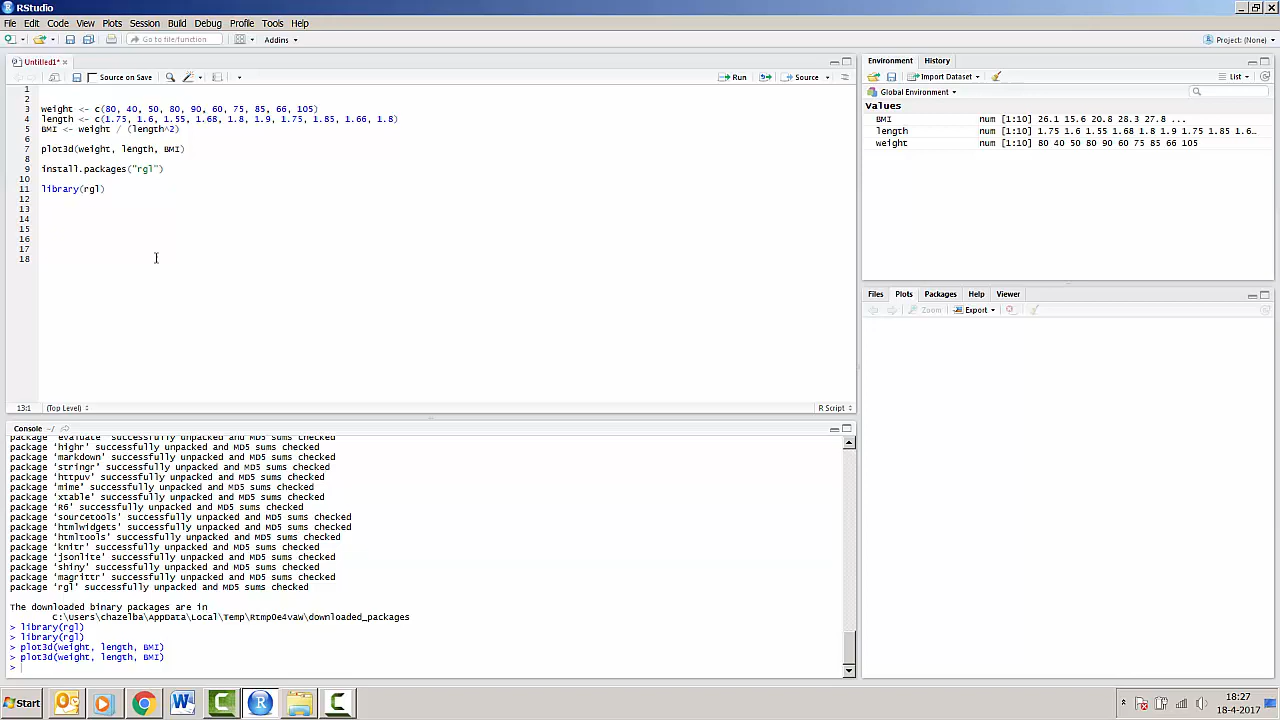 RStudio
File Edit Code View Plots Session Build Debug Profile Tools Help
Go to file/function Addins Project: (None)
Untitled1*
Source on Save Run Source
1
2
3 weight <- c(80, 40, 50, 80, 90, 60, 75, 85, 66, 105)
4 length <- c(1.75, 1.6, 1.55, 1.68, 1.8, 1.9, 1.75, 1.85, 1.66, 1.8)
5 BMI <- weight / (length^2)
6
7 plot3d(weight, length, BMI)
8
9 install.packages("rgl")
10
11 library(rgl)
12
13
14
15
16
17
18
13:1 (Top Level) R Script
Console ~/
package 'evaluate' successfully unpacked and MD5 sums checked
package 'highr' successfully unpacked and MD5 sums checked
package 'markdown' successfully unpacked and MD5 sums checked
package 'stringr' successfully unpacked and MD5 sums checked
package 'httpuv' successfully unpacked and MD5 sums checked
package 'mime' successfully unpacked and MD5 sums checked
package 'xtable' successfully unpacked and MD5 sums checked
package 'R6' successfully unpacked and MD5 sums checked
package 'sourcetools' successfully unpacked and MD5 sums checked
package 'htmlwidgets' successfully unpacked and MD5 sums checked
package 'htmltools' successfully unpacked and MD5 sums checked
package 'knitr' successfully unpacked and MD5 sums checked
package 'jsonlite' successfully unpacked and MD5 sums checked
package 'shiny' successfully unpacked and MD5 sums checked
package 'magrittr' successfully unpacked and MD5 sums checked
package 'rgl' successfully unpacked and MD5 sums checked
The downloaded binary packages are in
C:\Users\chazelba\AppData\Local\Temp\RtmpOe4vaw\downloaded_packages
> library(rgl)
> library(rgl)
> plot3d(weight, length, BMI)
> plot3d(weight, length, BMI)
>
Environment History
Import Dataset List
Global Environment
Values
BMI num [1:10] 26.1 15.6 20.8 28.3 27.8 ...
length num [1:10] 1.75 1.6 1.55 1.68 1.8 1.9 1.75 1.85 1.6…
weight num [1:10] 80 40 50 80 90 60 75 85 66 105
Files Plots Packages Help Viewer
Zoom Export
Start
18:27
18-4-2017